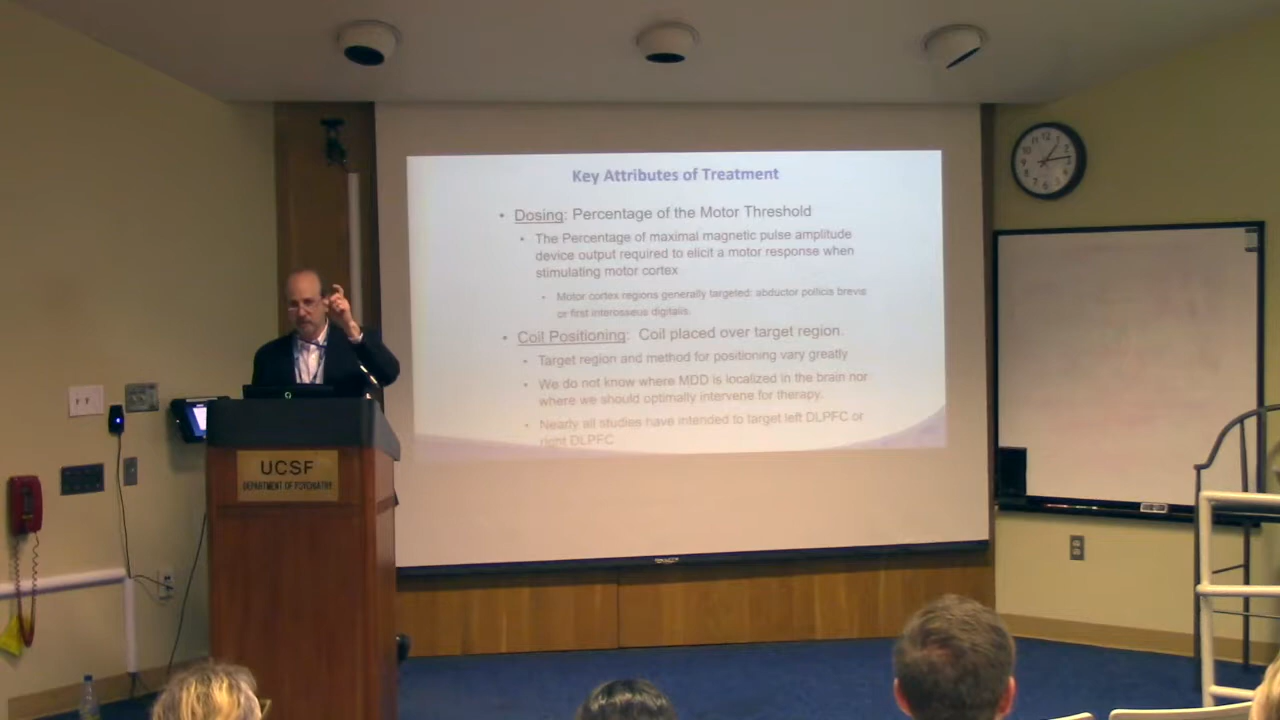 Key Attributes of Treatment
• Dosing: Percentage of the Motor Threshold
• The Percentage of maximal magnetic pulse amplitude
device output required to elicit a motor response when
stimulating motor cortex
• Motor cortex regions generally targeted: abductor pollicis brevis
or first interosseus digitalis.
• Coil Positioning: Coil placed over target region.
• Target region and method for positioning vary greatly
• We do not know where MDD is localized in the brain nor
where we should optimally intervene for therapy.
• Nearly all studies have intended to target left DLPFC or
right DLPFC
UCSF
DEPARTMENT OF PSYCHIATRY